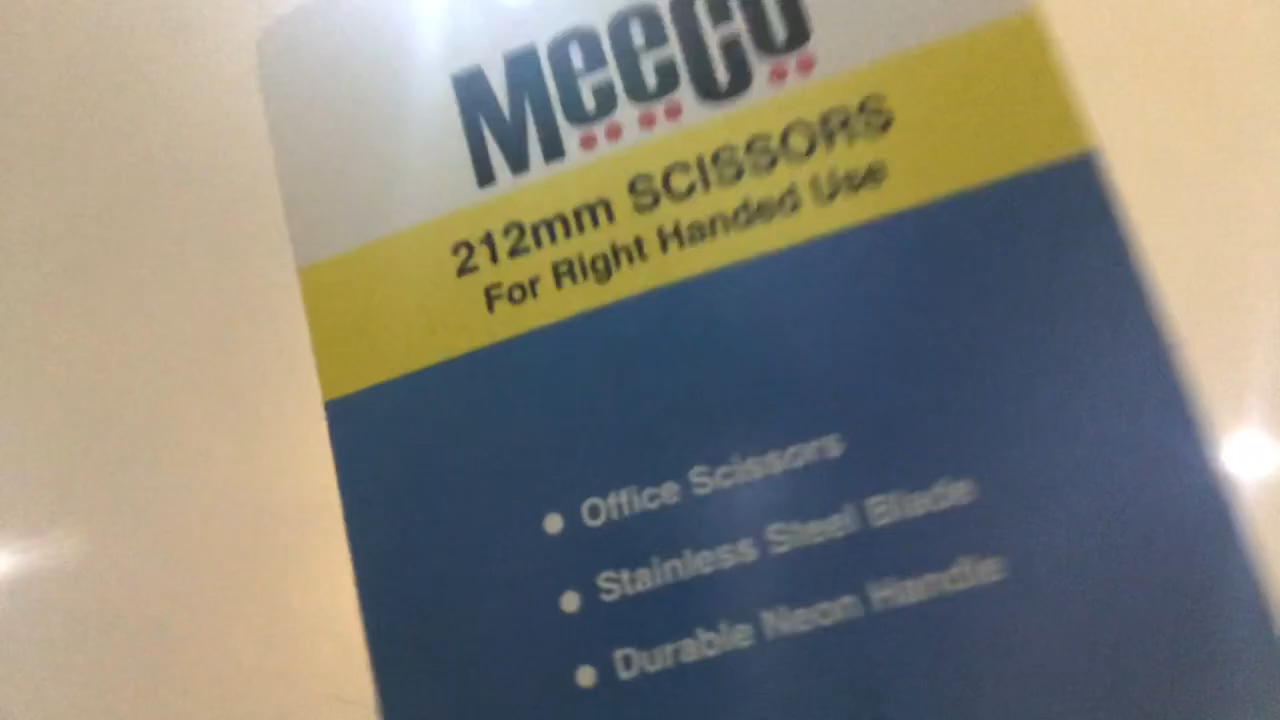 MeeCo
212mm SCISSORS
For Right Handed Use
Office Scissors
Stainless Steel Blade
Durable Neon Handle